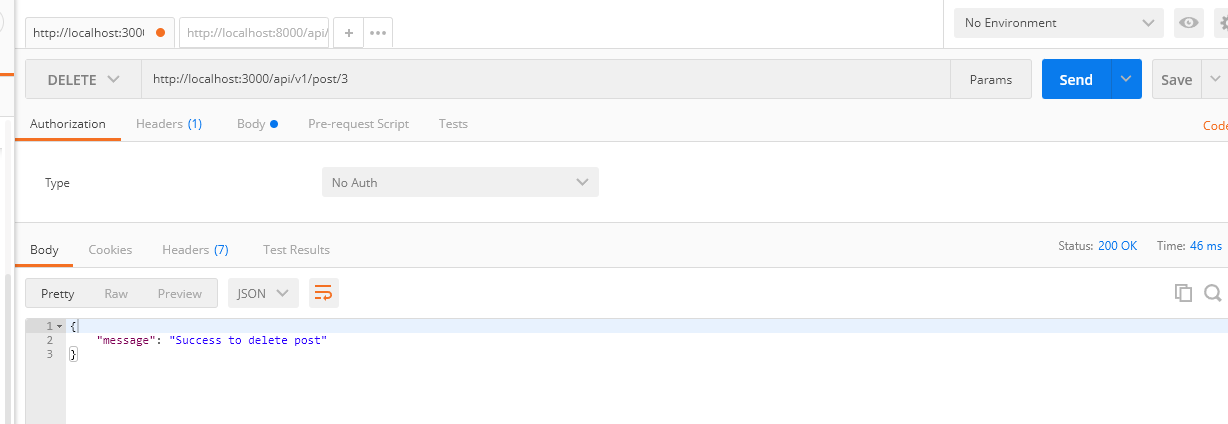 http://localhost:300 http://localhost:8000/api/ + No Environment
DELETE http://localhost:3000/api/v1/post/3 Params Send Save
Authorization Headers (1) Body Pre-request Script Tests Code
Type No Auth
Body Cookies Headers (7) Test Results Status: 200 OK Time: 46 ms
Pretty Raw Preview JSON
1 {
2 "message": "Success to delete post"
3 }